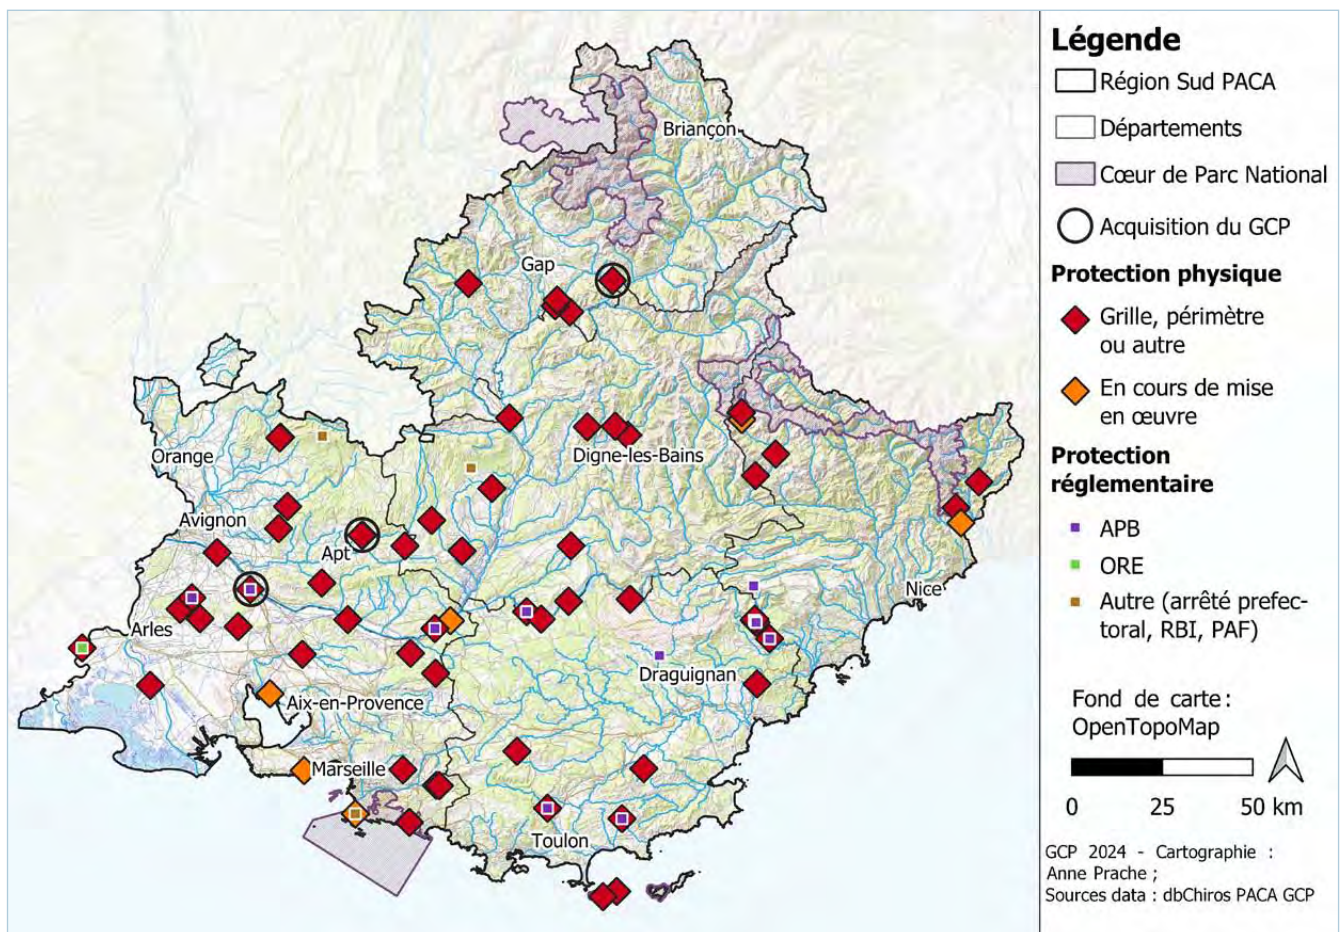 Briançon
Gap
Digne-les-Bains
Orange
Avignon
Apt
Arles
Nice
Draguignan
Aix-en-Provence
Marseille
Toulon
Légende
Région Sud PACA
Départements
Cœur de Parc National
Acquisition du GCP
Protection physique
Grille, périmètre
ou autre
En cours de mise
en œuvre
Protection
réglementaire
APB
ORE
Autre (arrêté prefec-
toral, RBI, PAF)
Fond de carte :
OpenTopoMap
0 25 50 km
GCP 2024 - Cartographie :
Anne Prache ;
Sources data : dbChiros PACA GCP